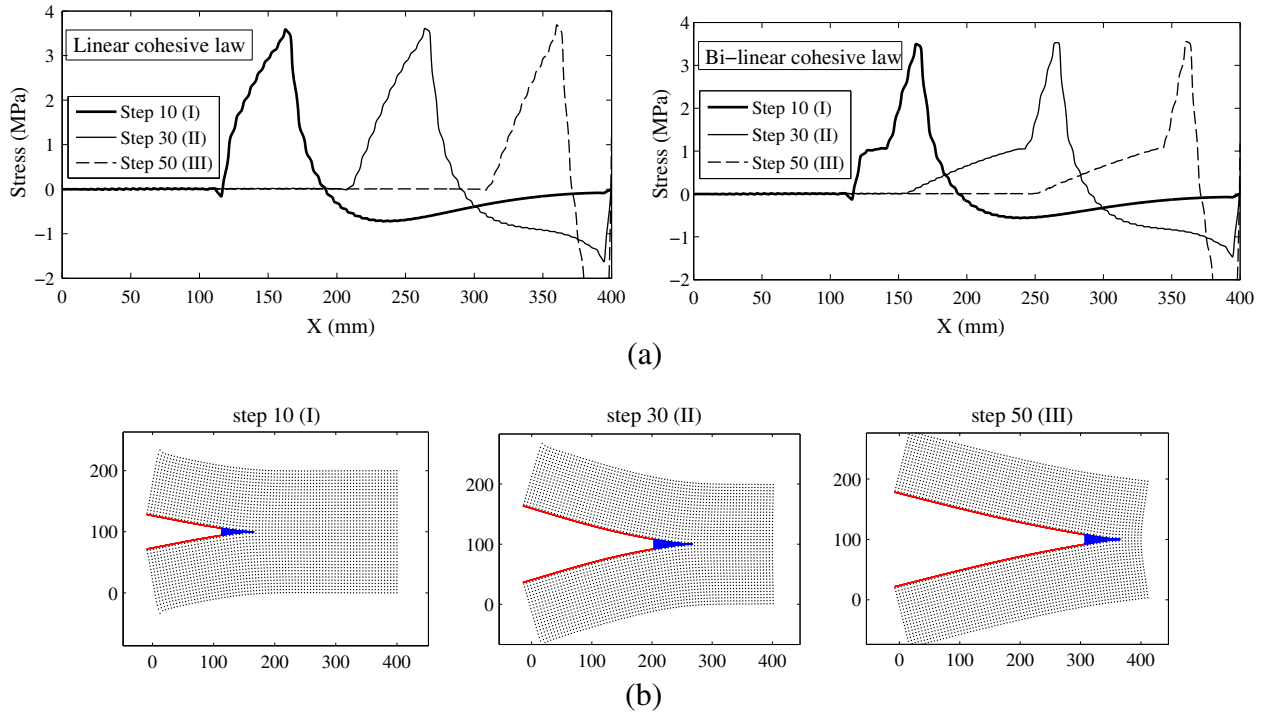 4
3
2
1
0
−1
−2
Stress (MPa)
Linear cohesive law
Step 10 (I)
Step 30 (II)
Step 50 (III)
0 50 100 150 200 250 300 350 400
X (mm)
4
3
2
1
0
−1
−2
Stress (MPa)
Bi−linear cohesive law
Step 10 (I)
Step 30 (II)
Step 50 (III)
0 50 100 150 200 250 300 350 400
X (mm)
(a)
step 10 (I)
200
100
0
0 100 200 300 400
step 30 (II)
200
100
0
0 100 200 300 400
step 50 (III)
200
100
0
0 100 200 300 400
(b)